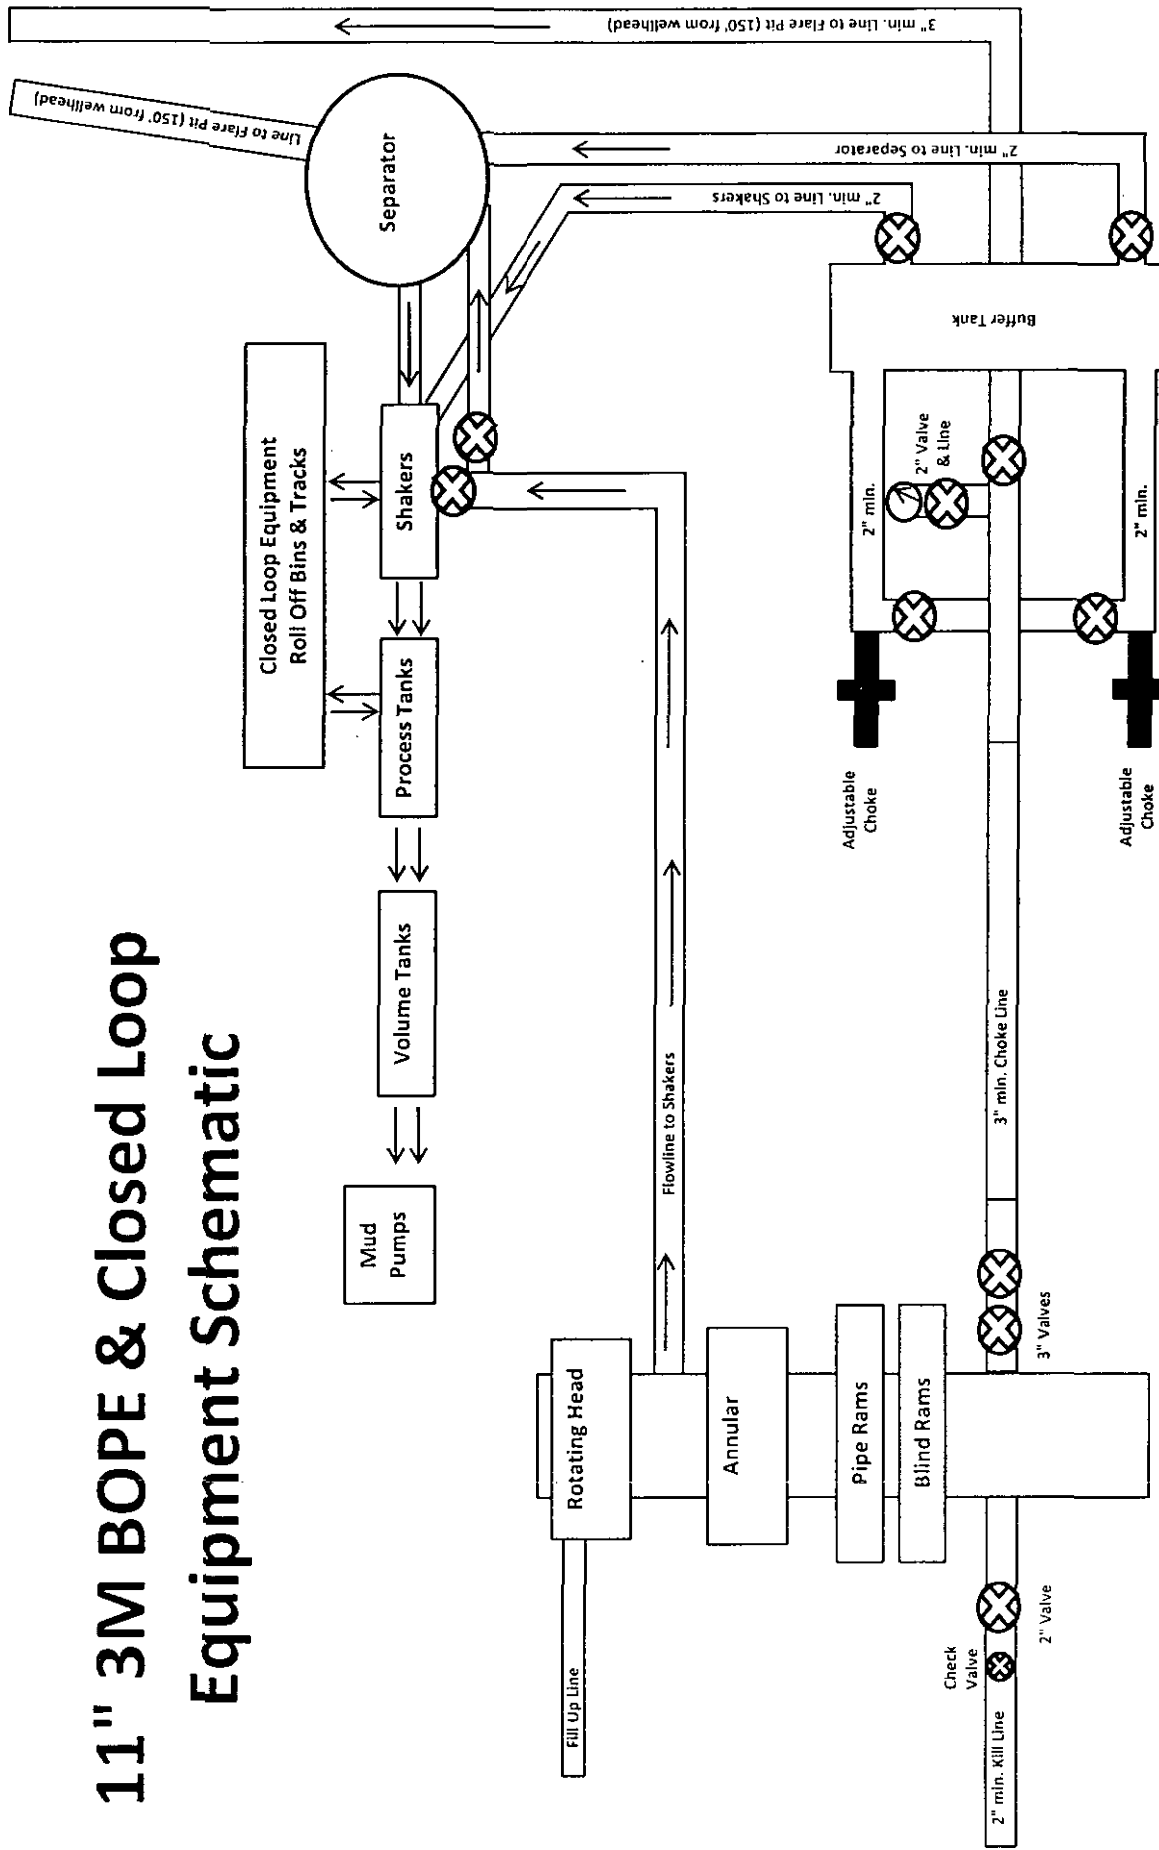 11" 3M BOPE & Closed Loop
Equipment Schematic
Closed Loop Equipment
Roll Off Bins & Tracks
Mud
Pumps
Volume Tanks
Process Tanks
Shakers
Separator
Line to Flare Pit (150' from wellhead)
3" min. Line to Flare Pit (150' from wellhead)
2" min. Line to Separator
2" min. Line to Shakers
Fill Up Line
Rotating Head
Flowline to Shakers
Annular
Pipe Rams
Blind Rams
Check
Valve
2" min. Kill Line
2" Valve
3" Valves
3" min. Choke Line
Adjustable
Choke
2" min.
2" Valve
& Line
Buffer Tank
Adjustable
Choke
2" min.